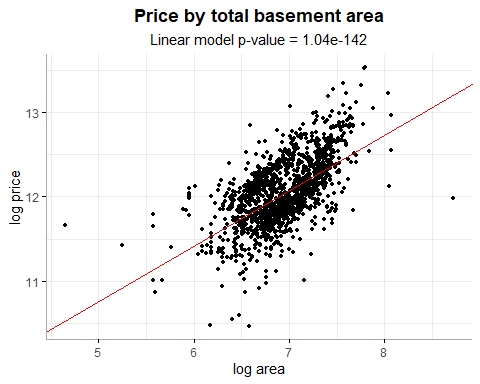 Price by total basement area
Linear model p-value = 1.04e-142
log price
13
12
11
5
6
7
8
log area